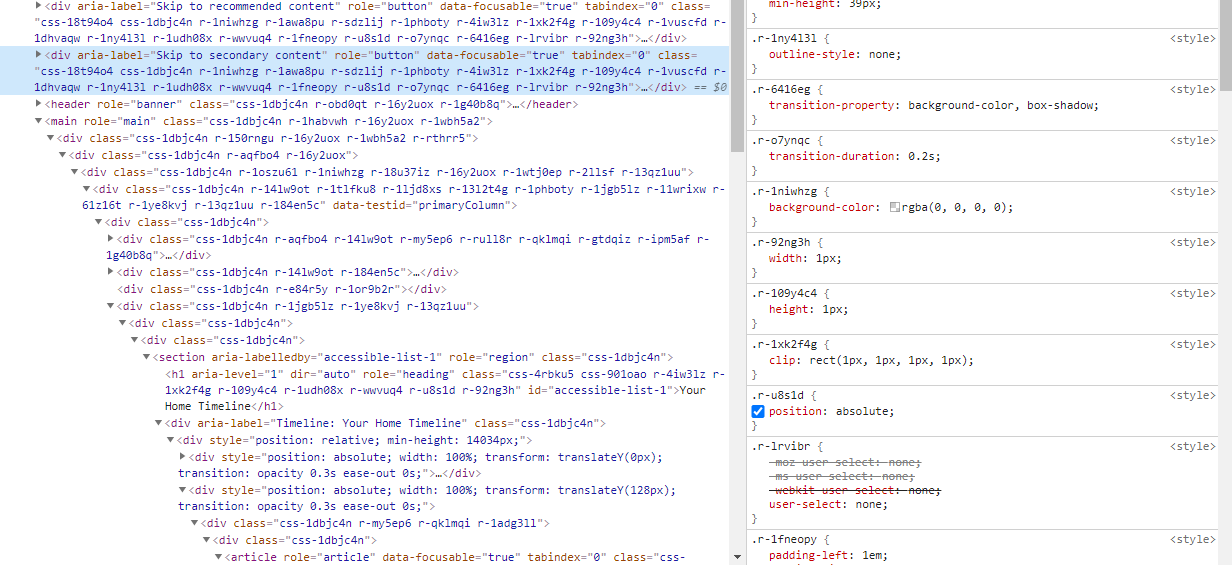 <div aria-label="Skip to recommended content" role="button" data-focusable="true" tabindex="0" class=
"css-18t94o4 css-1dbjc4n r-1niwhzg r-1awa8pu r-sdzlij r-1phboty r-4iw3lz r-1xk2f4g r-109y4c4 r-1vuscfd r-
1dhvaqw r-1ny4l3l r-1udh08x r-wwvuq4 r-1fneopy r-u8s1d r-o7ynqc r-6416eg r-lrvibr r-92ng3h">…</div>
<div aria-label="Skip to secondary content" role="button" data-focusable="true" tabindex="0" class=
"css-18t94o4 css-1dbjc4n r-1niwhzg r-1awa8pu r-sdzlij r-1phboty r-4iw3lz r-1xk2f4g r-109y4c4 r-1vuscfd r-
1dhvaqw r-1ny4l3l r-1udh08x r-wwvuq4 r-1fneopy r-u8s1d r-o7ynqc r-6416eg r-lrvibr r-92ng3h">…</div> == $0
<header role="banner" class="css-1dbjc4n r-obd0qt r-16y2uox r-1g40b8q">…</header>
<main role="main" class="css-1dbjc4n r-1habvwh r-16y2uox r-1wbh5a2">
<div class="css-1dbjc4n r-150rngu r-16y2uox r-1wbh5a2 r-rthrr5">
<div class="css-1dbjc4n r-aqfbo4 r-16y2uox">
<div class="css-1dbjc4n r-1oszu61 r-1niwhzg r-18u37iz r-16y2uox r-1wtj0ep r-2llsf r-13qz1uu">
<div class="css-1dbjc4n r-14lw9ot r-1tlfku8 r-1ljd8xs r-13l2t4g r-1phboty r-1jgb5lz r-11wrixw r-
61z16t r-1ye8kvj r-13qz1uu r-184en5c" data-testid="primaryColumn">
<div class="css-1dbjc4n">
<div class="css-1dbjc4n r-aqfbo4 r-14lw9ot r-my5ep6 r-rull8r r-qklmqi r-gtdqiz r-ipm5af r-
1g40b8q">…</div>
<div class="css-1dbjc4n r-14lw9ot r-184en5c">…</div>
<div class="css-1dbjc4n r-e84r5y r-1or9b2r"></div>
<div class="css-1dbjc4n r-1jgb5lz r-1ye8kvj r-13qz1uu">
<div class="css-1dbjc4n">
<div class="css-1dbjc4n">
<section aria-labelledby="accessible-list-1" role="region" class="css-1dbjc4n">
<h1 aria-level="1" dir="auto" role="heading" class="css-4rbku5 css-901oao r-4iw3lz r-
1xk2f4g r-109y4c4 r-1udh08x r-wwvuq4 r-u8s1d r-92ng3h" id="accessible-list-1">Your
Home Timeline</h1>
<div aria-label="Timeline: Your Home Timeline" class="css-1dbjc4n">
<div style="position: relative; min-height: 14034px;">
<div style="position: absolute; width: 100%; transform: translateY(0px);
transition: opacity 0.3s ease-out 0s;">…</div>
<div style="position: absolute; width: 100%; transform: translateY(128px);
transition: opacity 0.3s ease-out 0s;">
<div class="css-1dbjc4n r-my5ep6 r-qklmqi r-1adg3ll">
<div class="css-1dbjc4n">
<article role="article" data-focusable="true" tabindex="0" class="css-
min-height: 39px;
}
.r-1ny4l3l { <style>
outline-style: none;
}
.r-6416eg { <style>
transition-property: background-color, box-shadow;
}
.r-o7ynqc { <style>
transition-duration: 0.2s;
}
.r-1niwhzg { <style>
background-color: rgba(0, 0, 0, 0);
}
.r-92ng3h { <style>
width: 1px;
}
.r-109y4c4 { <style>
height: 1px;
}
.r-1xk2f4g { <style>
clip: rect(1px, 1px, 1px, 1px);
}
.r-u8s1d { <style>
position: absolute;
}
.r-lrvibr { <style>
-moz-user-select: none;
-ms-user-select: none;
-webkit-user-select: none;
user-select: none;
}
.r-1fneopy { <style>
padding-left: 1em;